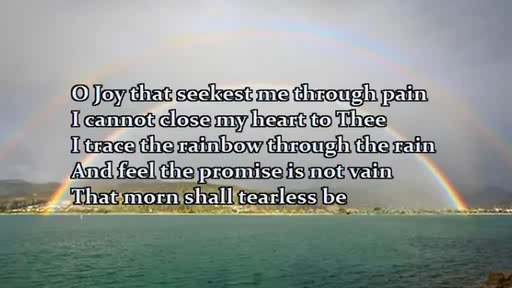 O Joy that seekest me through pain
I cannot close my heart to Thee
I trace the rainbow through the rain
And feel the promise is not vain
That morn shall tearless be